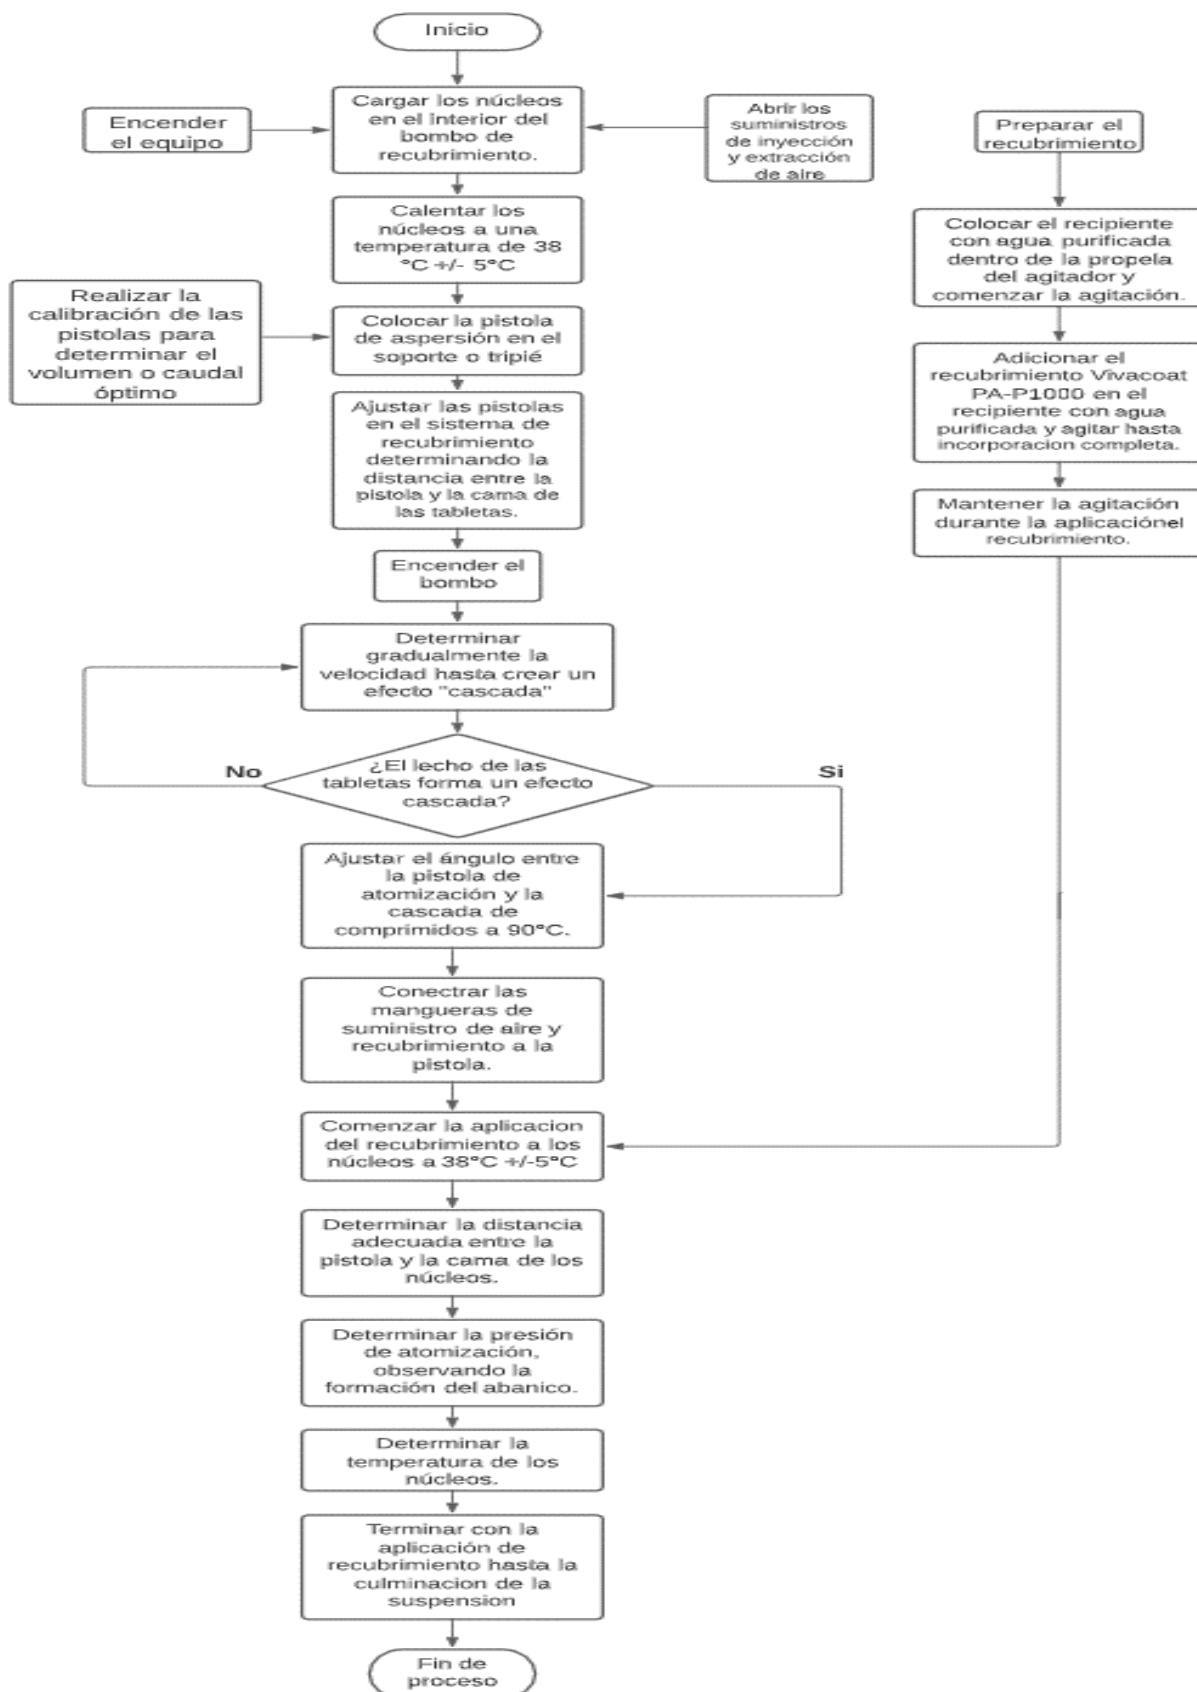 Inicio
Encender
el equipo
Cargar los núcleos
en el interior del
bombo de
recubrimiento.
Abrir los
suministros
de inyección
y extracción
de aire
Preparar el
recubrimiento
Calentar los
núcleos a una
temperatura de 38
°C +/- 5°C
Colocar el recipiente
con agua purificada
dentro de la propela
del agitador y
comenzar la agitación.
Realizar la
calibración de las
pistolas para
determinar el
volumen o caudal
óptimo
Colocar la pistola
de aspersión en el
soporte o tripié
Adicionar el
recubrimiento Vivacoat
PA-P1000 en el
recipiente con agua
purificada y agitar hasta
incorporacion completa.
Ajustar las pistolas
en el sistema de
recubrimiento
determinando la
distancia entre la
pistola y la cama de
las tabletas.
Mantener la agitación
durante la aplicaciónel
recubrimiento.
Encender el
bombo
Determinar
gradualmente la
velocidad hasta crear un
efecto "cascada"
No
¿El lecho de las
tabletas forma un efecto
cascada?
Si
Ajustar el ángulo entre
la pistola de
atomización y la
cascada de
comprimidos a 90°C.
Conectrar las
mangueras de
suministro de aire y
recubrimiento a la
pistola.
Comenzar la aplicacion
del recubrimiento a los
núcleos a 38°C +/-5°C
Determinar la distancia
adecuada entre la
pistola y la cama de los
núcleos.
Determinar la presión
de atomización,
observando la
formación del abanico.
Determinar la
temperatura de los
núcleos.
Terminar con la
aplicación de
recubrimiento hasta la
culminacion de la
suspension
Fin de
proceso